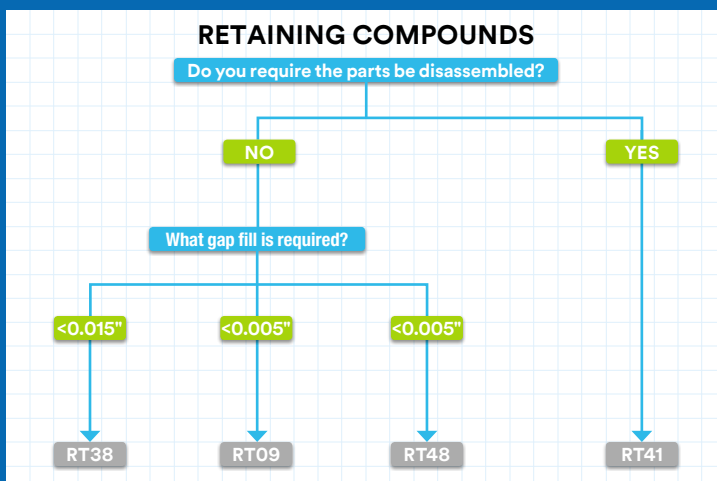 RETAINING COMPOUNDS
Do you require the parts be disassembled?
NO
YES
What gap fill is required?
<0.015"
<0.005"
<0.005"
RT38
RT09
RT48
RT41